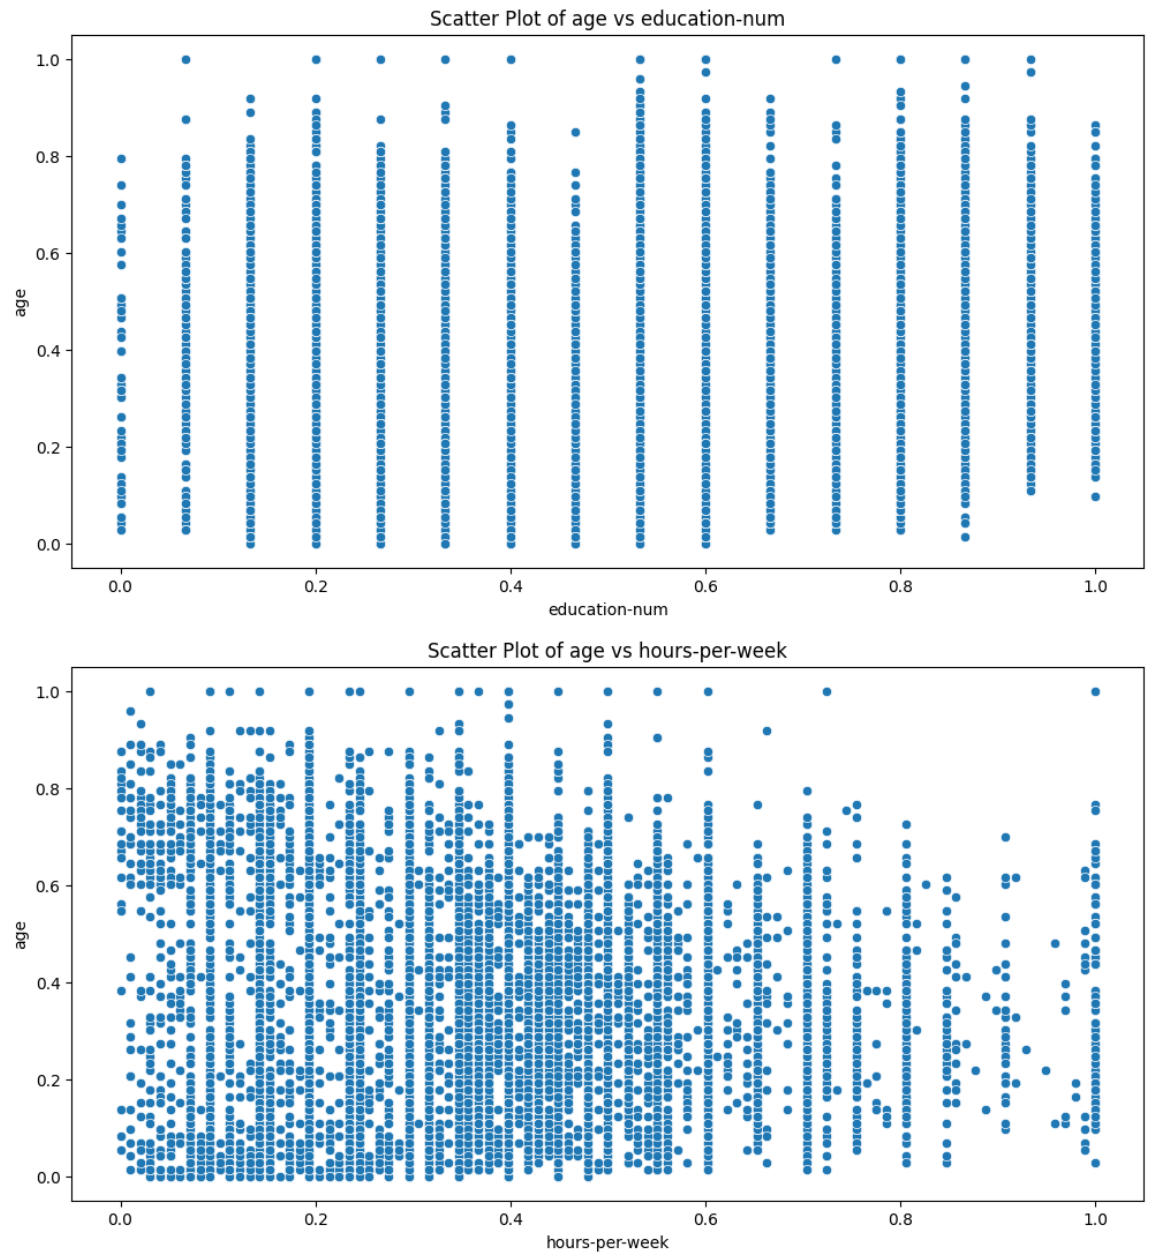 Scatter Plot of age vs education-num
1.0
0.8
0.6
0.4
0.2
0.0
age
0.0 0.2 0.4 0.6 0.8 1.0
education-num
Scatter Plot of age vs hours-per-week
1.0
0.8
0.6
0.4
0.2
0.0
age
0.0 0.2 0.4 0.6 0.8 1.0
hours-per-week